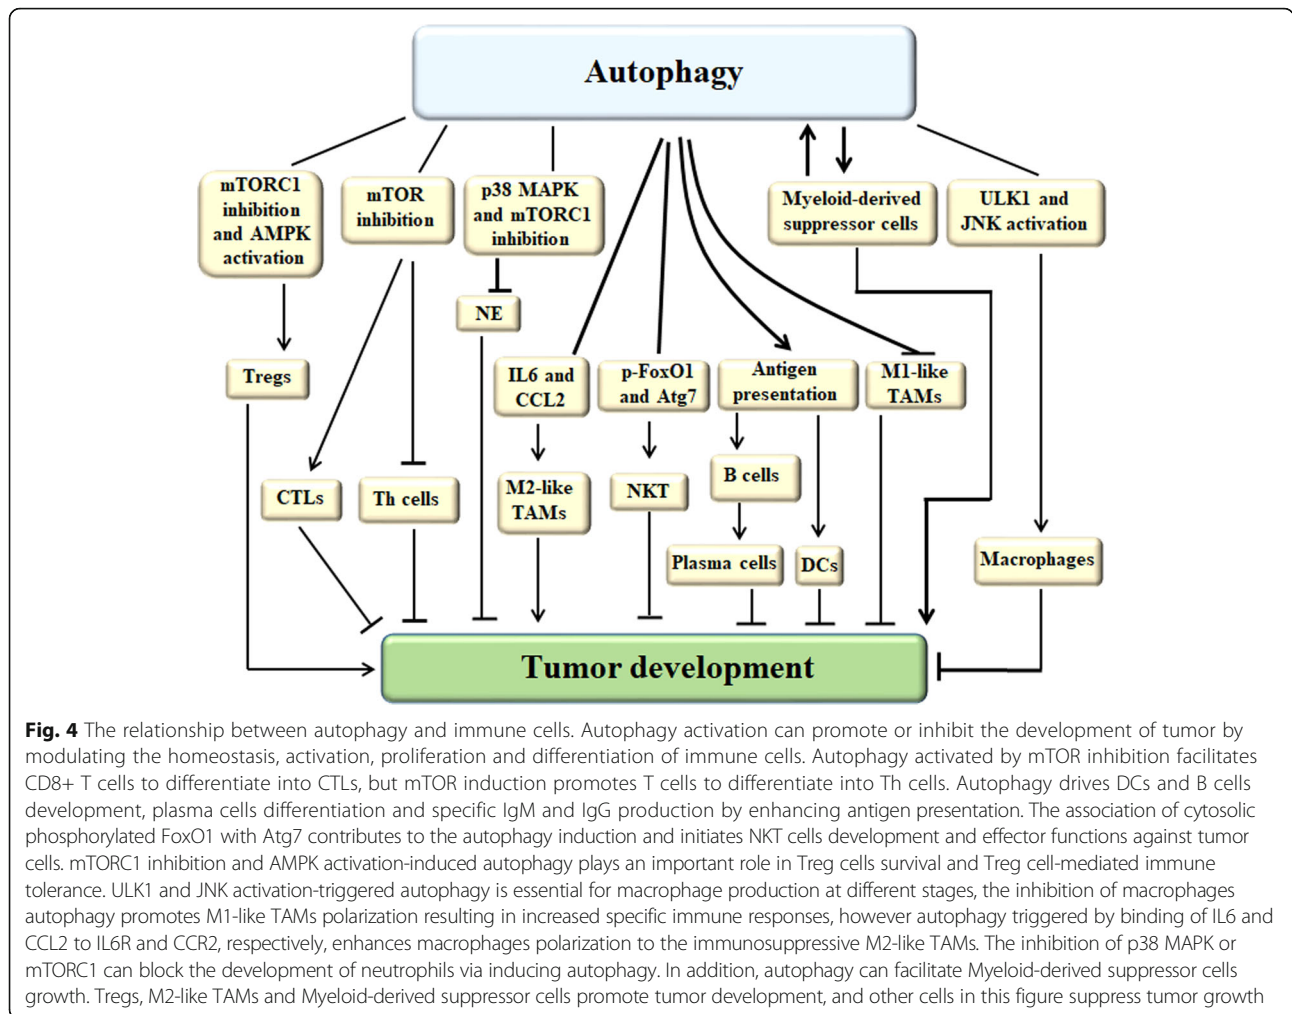 Autophagy
mTORC1
inhibition
and AMPK
activation
mTOR
inhibition
p38 MAPK
and mTORC1
inhibition
Myeloid-derived
suppressor cells
ULK1 and
JNK activation
NE
Tregs
IL6 and
CCL2
p-FoxO1
and Atg7
Antigen
presentation
M1-like
TAMs
CTLs
Th cells
M2-like
TAMs
NKT
B cells
Plasma cells
DCs
Macrophages
Tumor development
Fig. 4 The relationship between autophagy and immune cells. Autophagy activation can promote or inhibit the development of tumor by
modulating the homeostasis, activation, proliferation and differentiation of immune cells. Autophagy activated by mTOR inhibition facilitates
CD8+ T cells to differentiate into CTLs, but mTOR induction promotes T cells to differentiate into Th cells. Autophagy drives DCs and B cells
development, plasma cells differentiation and specific IgM and IgG production by enhancing antigen presentation. The association of cytosolic
phosphorylated FoxO1 with Atg7 contributes to the autophagy induction and initiates NKT cells development and effector functions against tumor
cells. mTORC1 inhibition and AMPK activation-induced autophagy plays an important role in Treg cells survival and Treg cell-mediated immune
tolerance. ULK1 and JNK activation-triggered autophagy is essential for macrophage production at different stages, the inhibition of macrophages
autophagy promotes M1-like TAMs polarization resulting in increased specific immune responses, however autophagy triggered by binding of IL6 and
CCL2 to IL6R and CCR2, respectively, enhances macrophages polarization to the immunosuppressive M2-like TAMs. The inhibition of p38 MAPK or
mTORC1 can block the development of neutrophils via inducing autophagy. In addition, autophagy can facilitate Myeloid-derived suppressor cells
growth. Tregs, M2-like TAMs and Myeloid-derived suppressor cells promote tumor development, and other cells in this figure suppress tumor growth